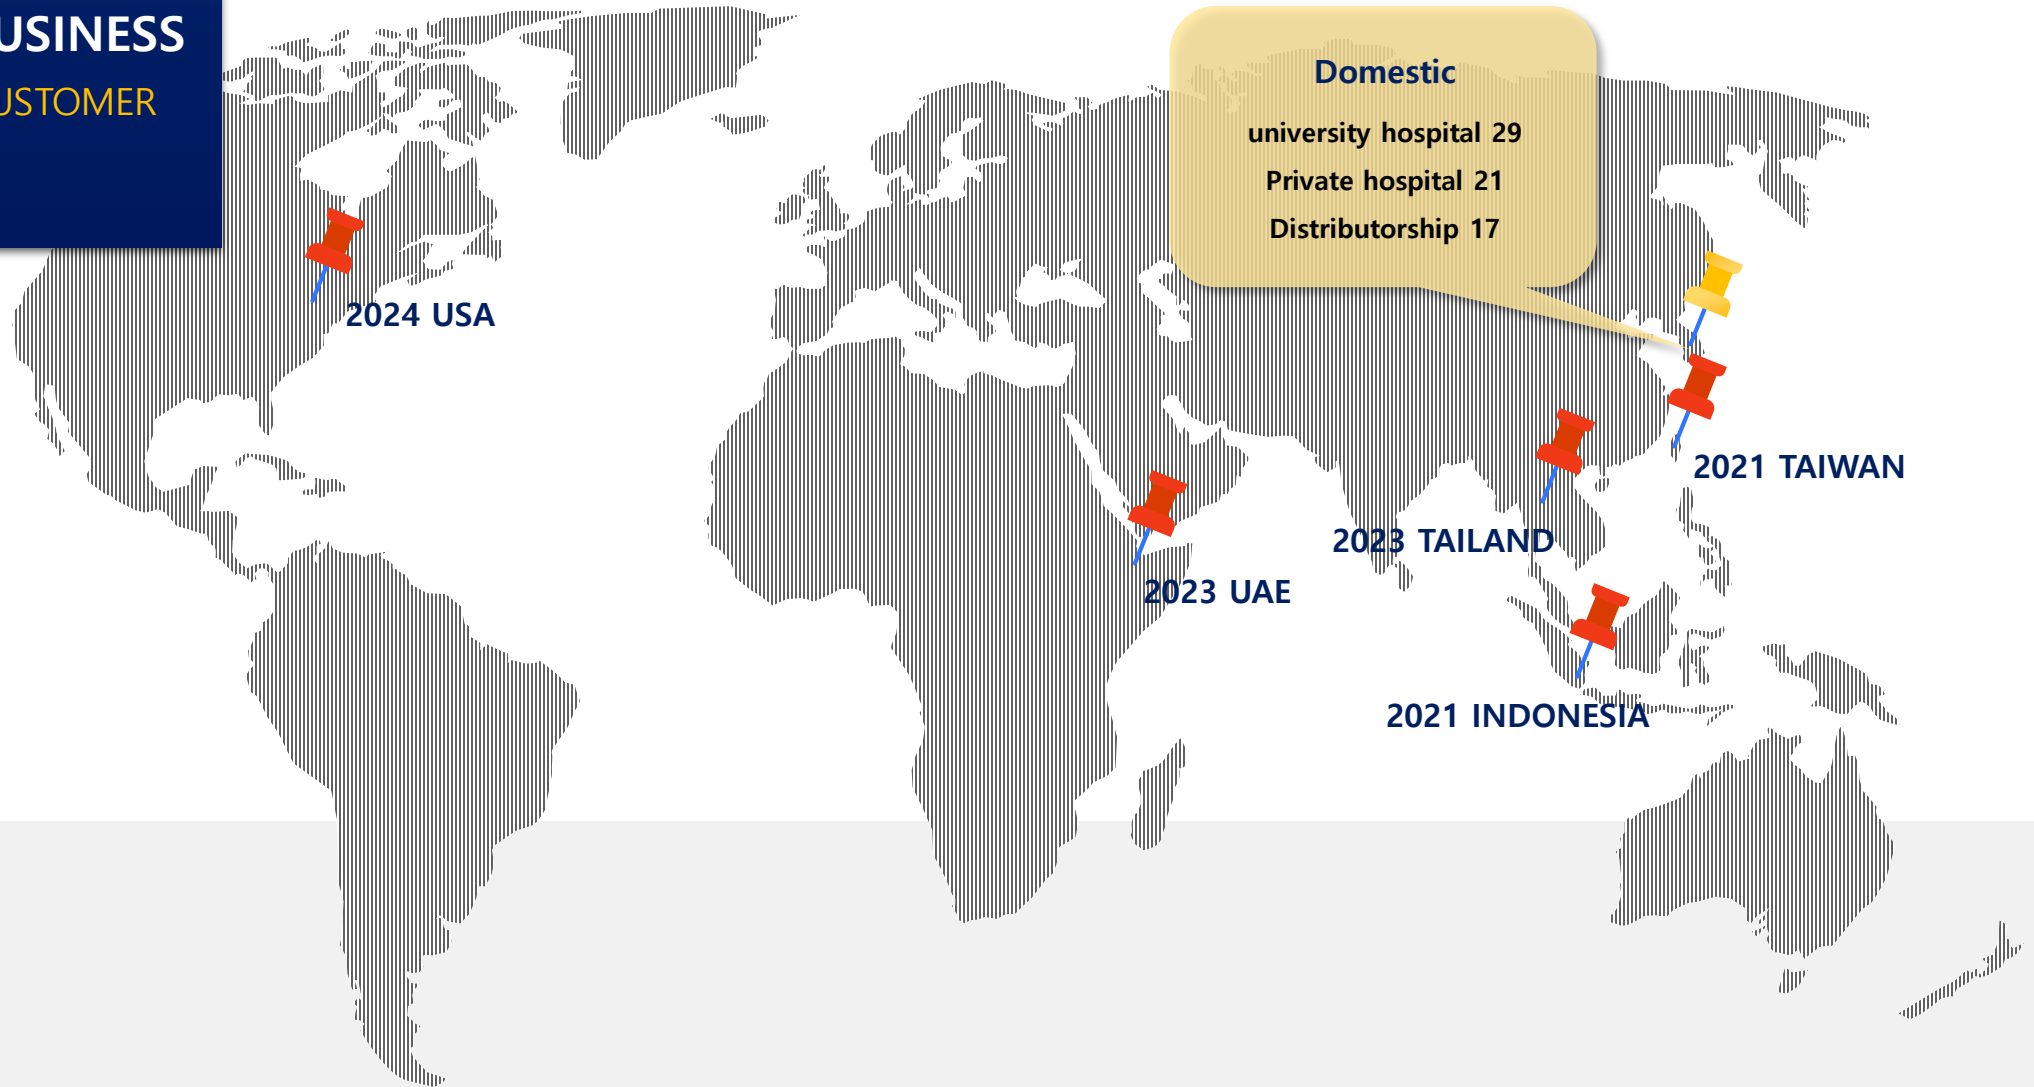 USINESS
USTOMER
Domestic
university hospital 29
Private hospital 21
Distributorship 17
2024 USA
2021 TAIWAN
2023 TAILAND
2023 UAE
2021 INDONESIA